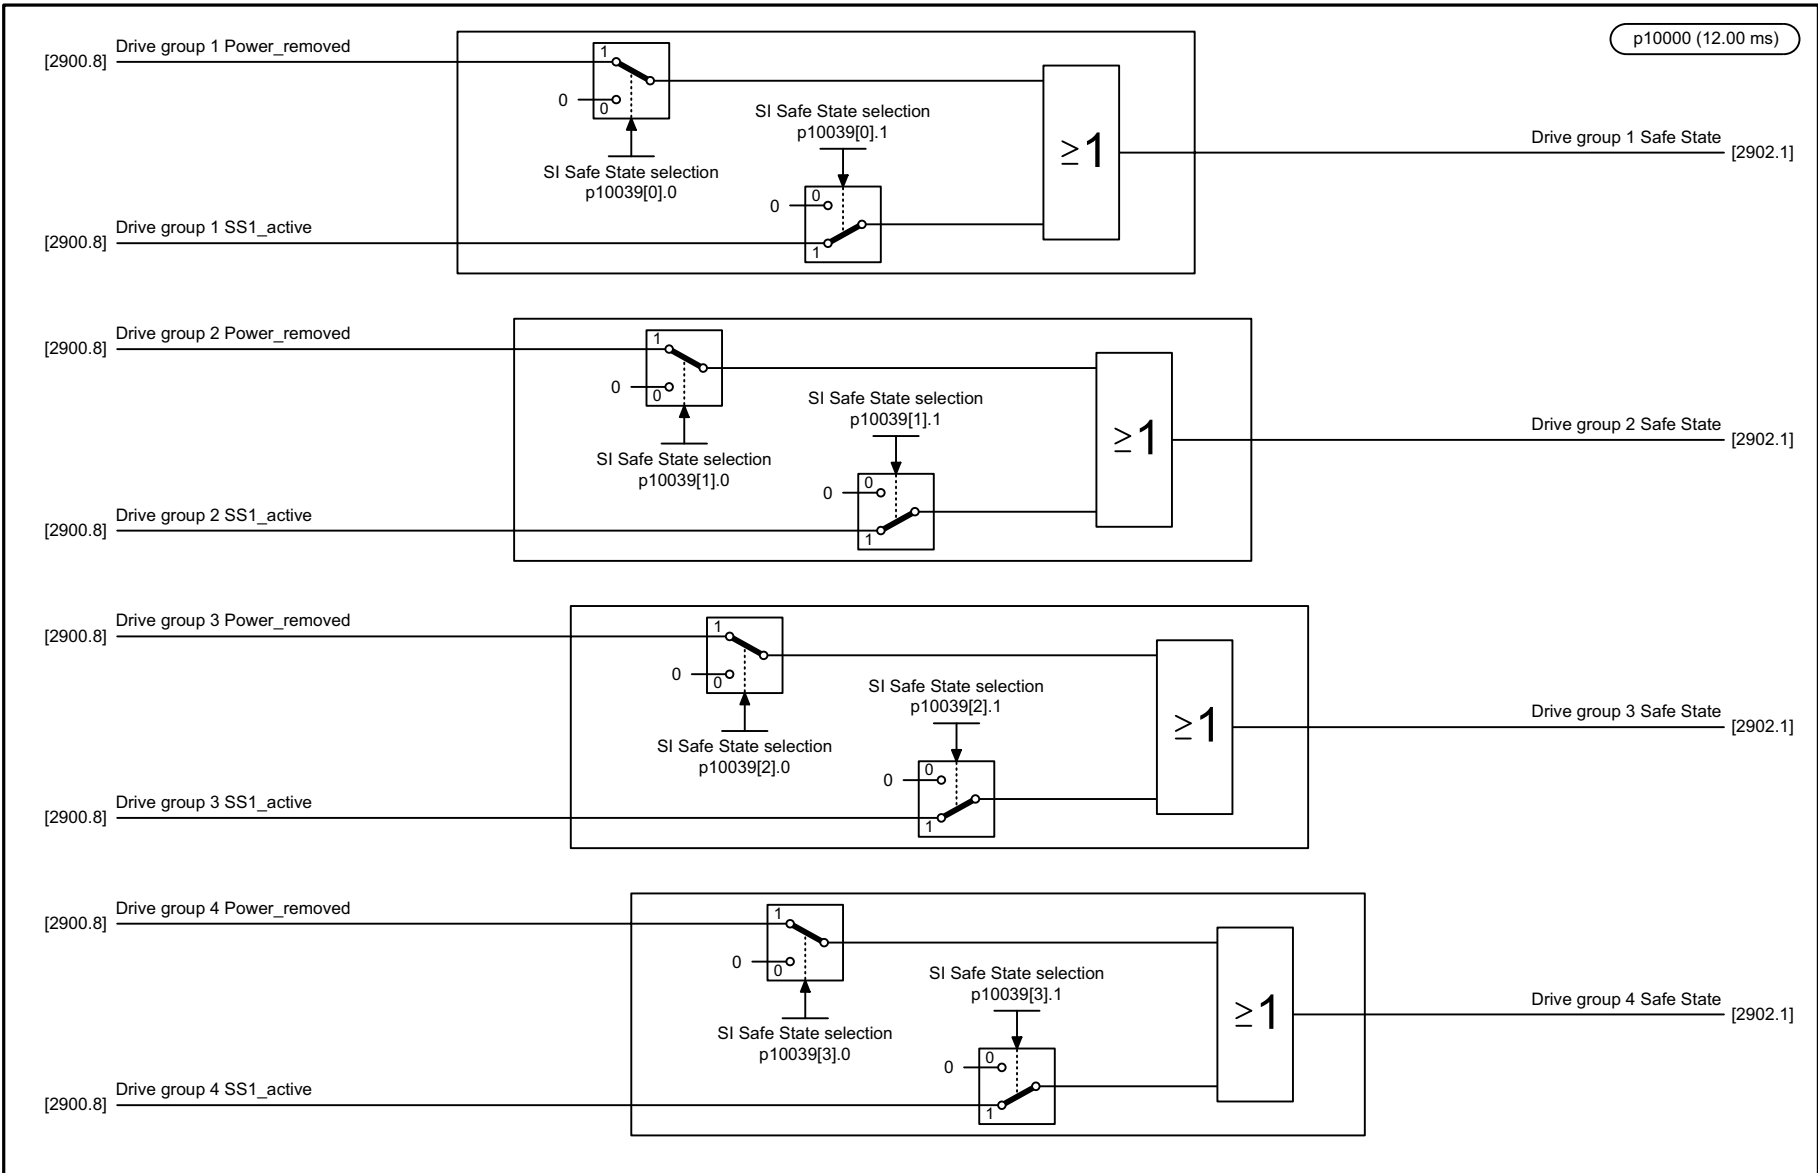 p10000 (12.00 ms)
Drive group 1 Power_removed
[2900.8]
1
0
0
SI Safe State selection
p10039[0].0
SI Safe State selection
p10039[0].1
0
0
1
≥1
Drive group 1 Safe State
[2902.1]
Drive group 1 SS1_active
[2900.8]
Drive group 2 Power_removed
[2900.8]
1
0
0
SI Safe State selection
p10039[1].0
SI Safe State selection
p10039[1].1
0
0
1
≥1
Drive group 2 Safe State
[2902.1]
Drive group 2 SS1_active
[2900.8]
Drive group 3 Power_removed
[2900.8]
1
0
0
SI Safe State selection
p10039[2].0
SI Safe State selection
p10039[2].1
0
0
1
≥1
Drive group 3 Safe State
[2902.1]
Drive group 3 SS1_active
[2900.8]
Drive group 4 Power_removed
[2900.8]
1
0
0
SI Safe State selection
p10039[3].0
SI Safe State selection
p10039[3].1
0
0
1
≥1
Drive group 4 Safe State
[2902.1]
Drive group 4 SS1_active
[2900.8]